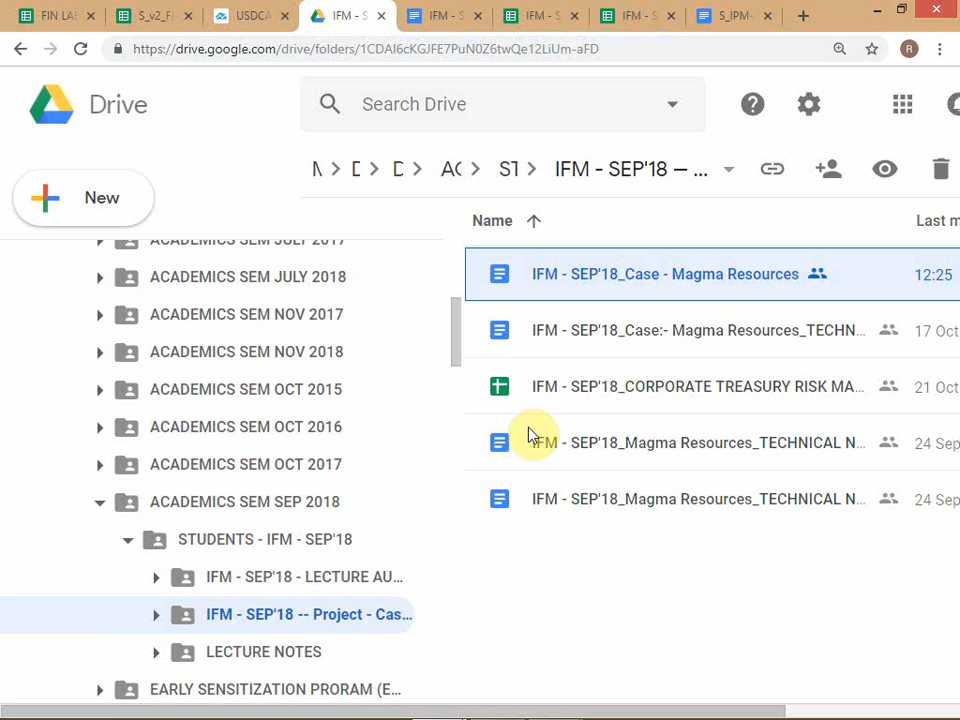 FIN LAE
S_v2_F
USDCA
IFM - S
IFM - S
IFM - S
IFM - S
S_IPM-
https://drive.google.com/drive/folders/1CDAI6cKGJFE7PuN0Z6twQe12LiUm-aFD
R
Drive
Search Drive
New
AC
ST
IFM - SEP'18 – ...
Name
Last m
ACADEMICS SEM JULY 2017
ACADEMICS SEM JULY 2018
ACADEMICS SEM NOV 2017
ACADEMICS SEM NOV 2018
ACADEMICS SEM OCT 2015
ACADEMICS SEM OCT 2016
ACADEMICS SEM OCT 2017
ACADEMICS SEM SEP 2018
STUDENTS - IFM - SEP'18
IFM - SEP'18 - LECTURE AU...
IFM - SEP'18 -- Project - Cas...
LECTURE NOTES
EARLY SENSITIZATION PRORAM (E...
IFM - SEP'18_Case - Magma Resources
12:25
IFM - SEP'18_Case:- Magma Resources_TECHN...
17 Oct
IFM - SEP'18_CORPORATE TREASURY RISK MA...
21 Oct
IFM - SEP'18_Magma Resources_TECHNICAL N...
24 Sep
IFM - SEP'18_Magma Resources_TECHNICAL N...
24 Sep